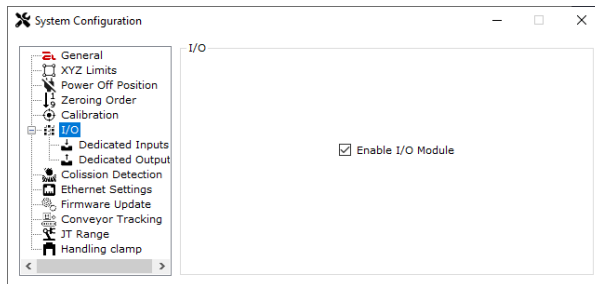 System Configuration
I/O
General
XYZ Limits
Power Off Position
Zeroing Order
Calibration
I/O
Dedicated Inputs
Dedicated Output
Colission Detection
Ethernet Settings
Firmware Update
Conveyor Tracking
JT Range
Handling clamp
Enable I/O Module